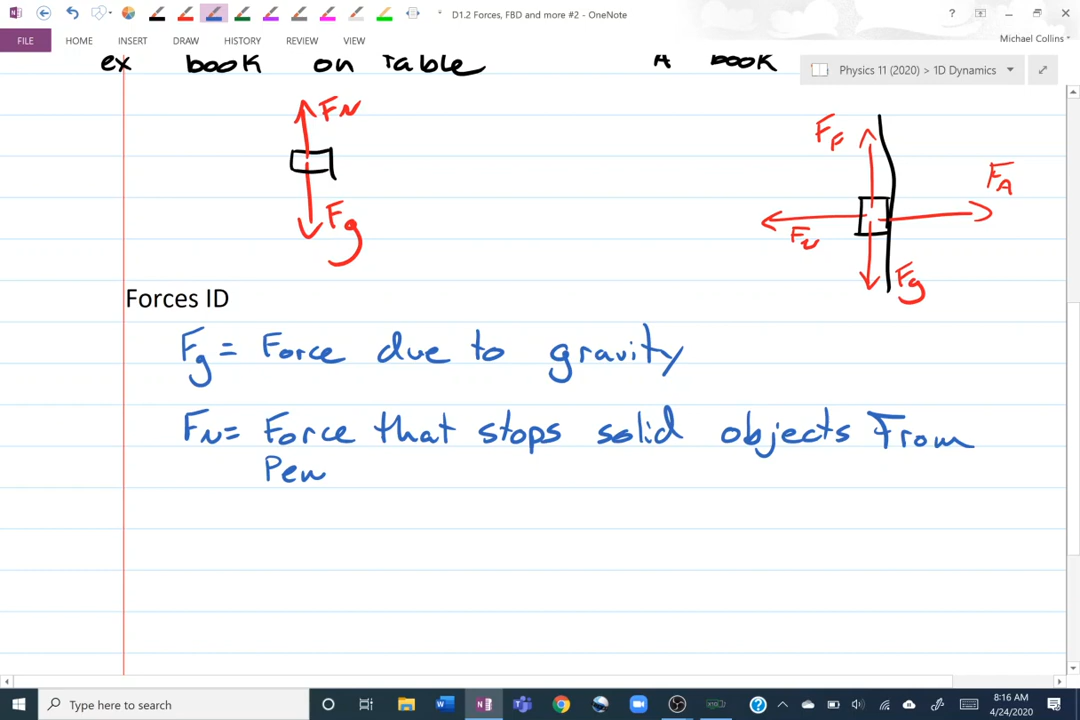 D1.2 Forces, FBD and more #2 - OneNote
FILE HOME INSERT DRAW HISTORY REVIEW VIEW
Michael Collins
ex book on Table
A book
Physics 11 (2020) > 1D Dynamics
FN
Fg
FF
FA
FN
Fg
Forces ID
Fg = Force due to gravity
FN = Force that stops solid objects From
Pen
Type here to search
8:16 AM
4/24/2020